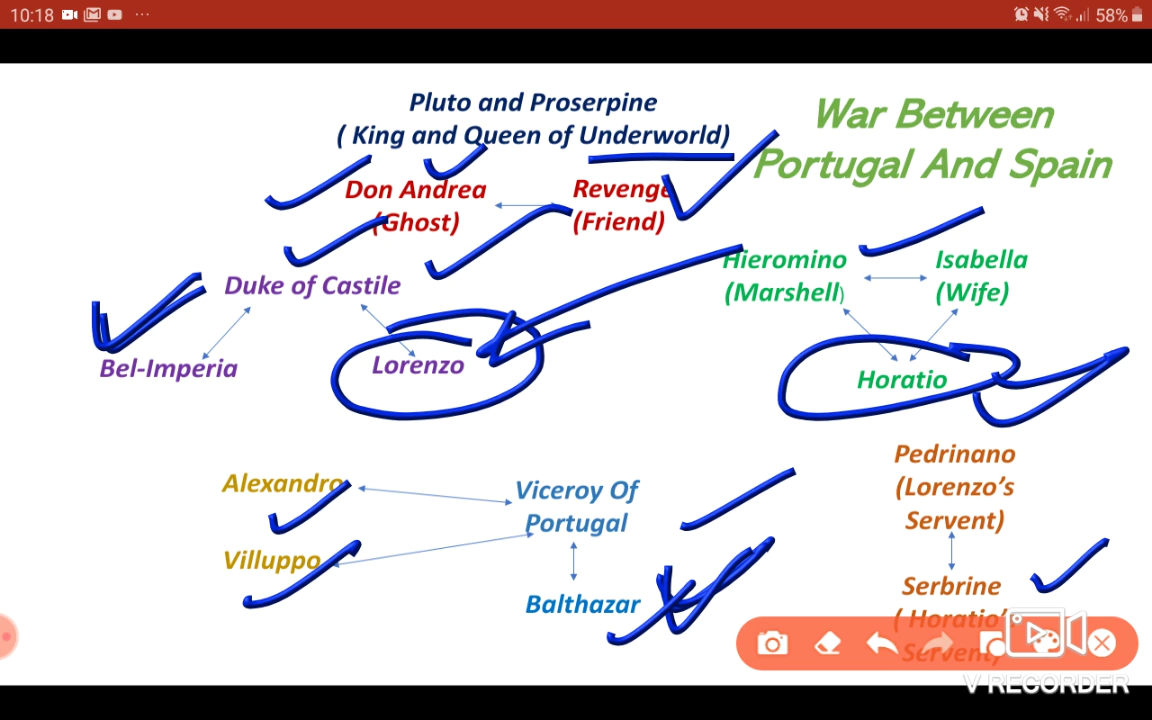 10:18
58%
Pluto and Proserpine
( King and Queen of Underworld)
War Between
Portugal And Spain
Don Andrea
(Ghost)
Revenge
(Friend)
Hieromino
(Marshell)
Isabella
(Wife)
Duke of Castile
Bel-Imperia
Lorenzo
Horatio
Alexandro
Villuppo
Viceroy Of
Portugal
Balthazar
Pedrinano
(Lorenzo's
Servent)
Serbrine
( Horatio's
Servent)
V RECORDER